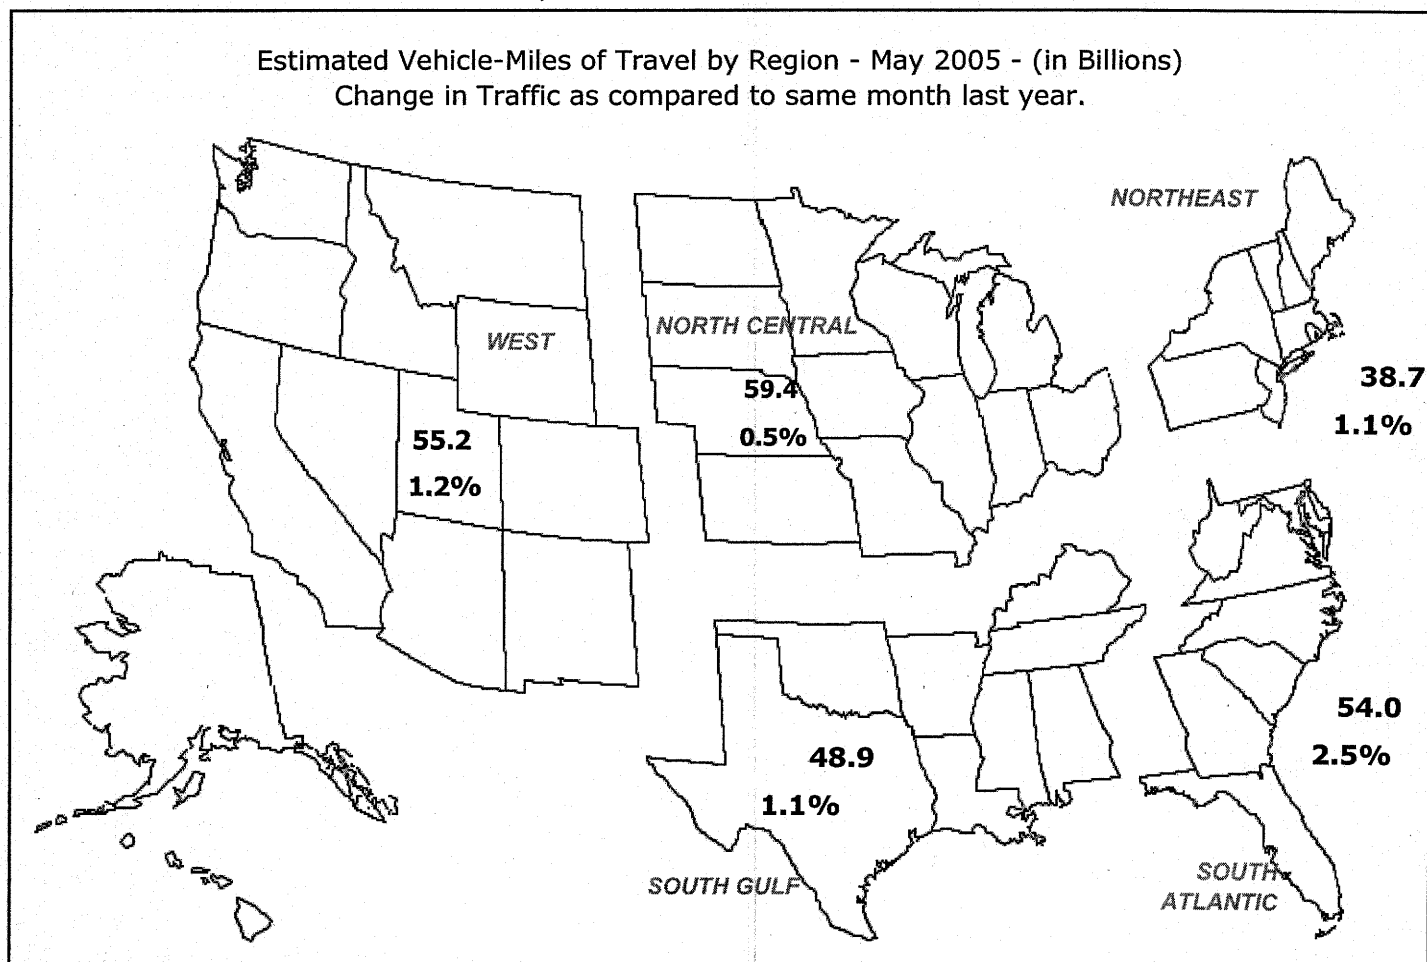 Estimated Vehicle-Miles of Travel by Region - May 2005 - (in Billions)
Change in Traffic as compared to same month last year.
NORTHEAST
WEST
NORTH CENTRAL
38.7
1.1%
59.4
0.5%
55.2
1.2%
54.0
2.5%
48.9
1.1%
SOUTH GULF
SOUTH
ATLANTIC